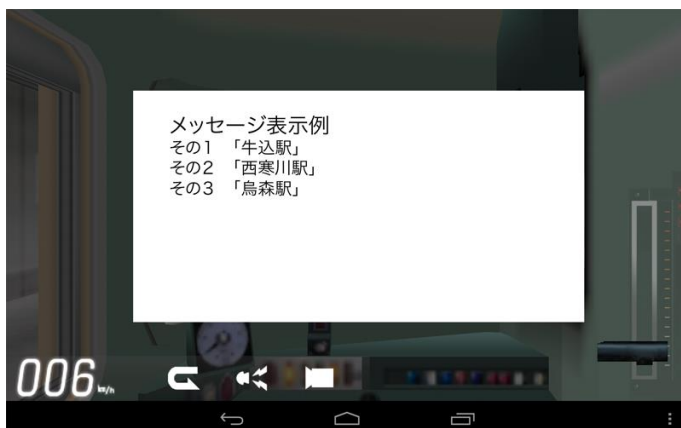 メッセージ表示例
その1 「牛込駅」
その2 「西寒川駅」
その3 「烏森駅」
006 km/h